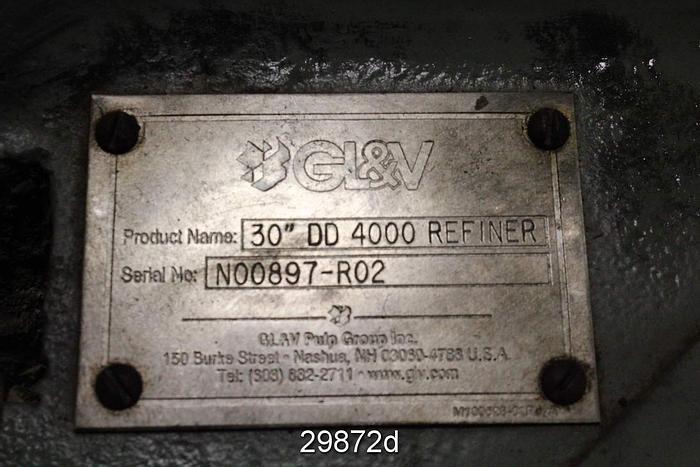 GL&V
Product Name: 30" DD 4000 REFINER
Serial No: N00897-R02
GL&V Pulp Group Inc.
150 Burke Street - Nashua, NH 03060-4783 U.S.A.
Tel: (603) 882-2711 - www.glv.com
29872d